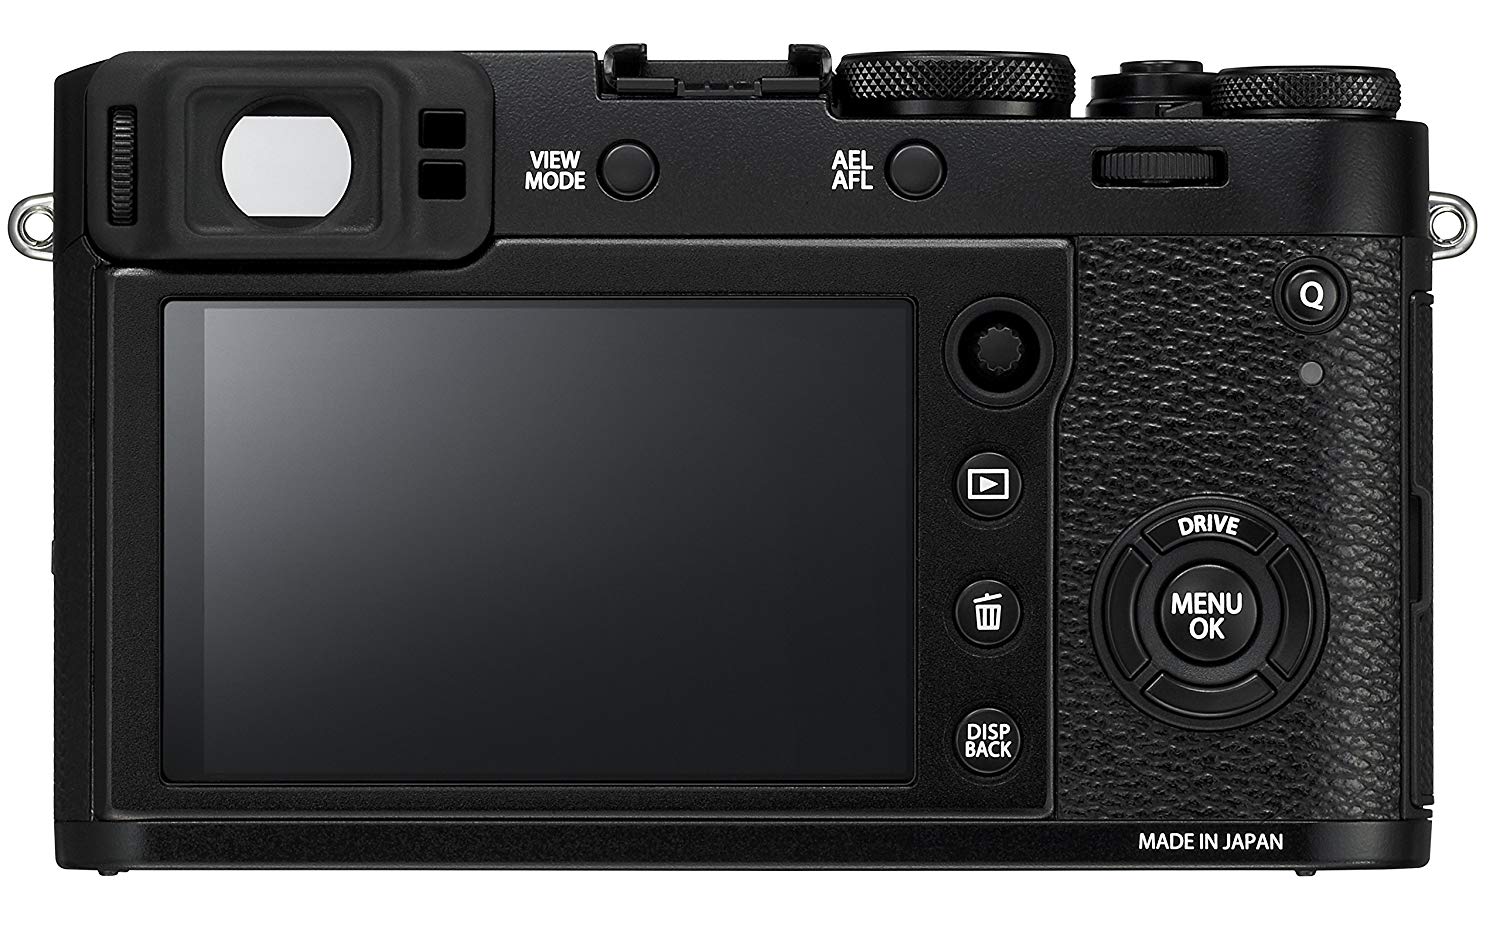 VIEW
MODE
AEL
AFL
Q
DRIVE
MENU
OK
DISP
BACK
MADE IN JAPAN